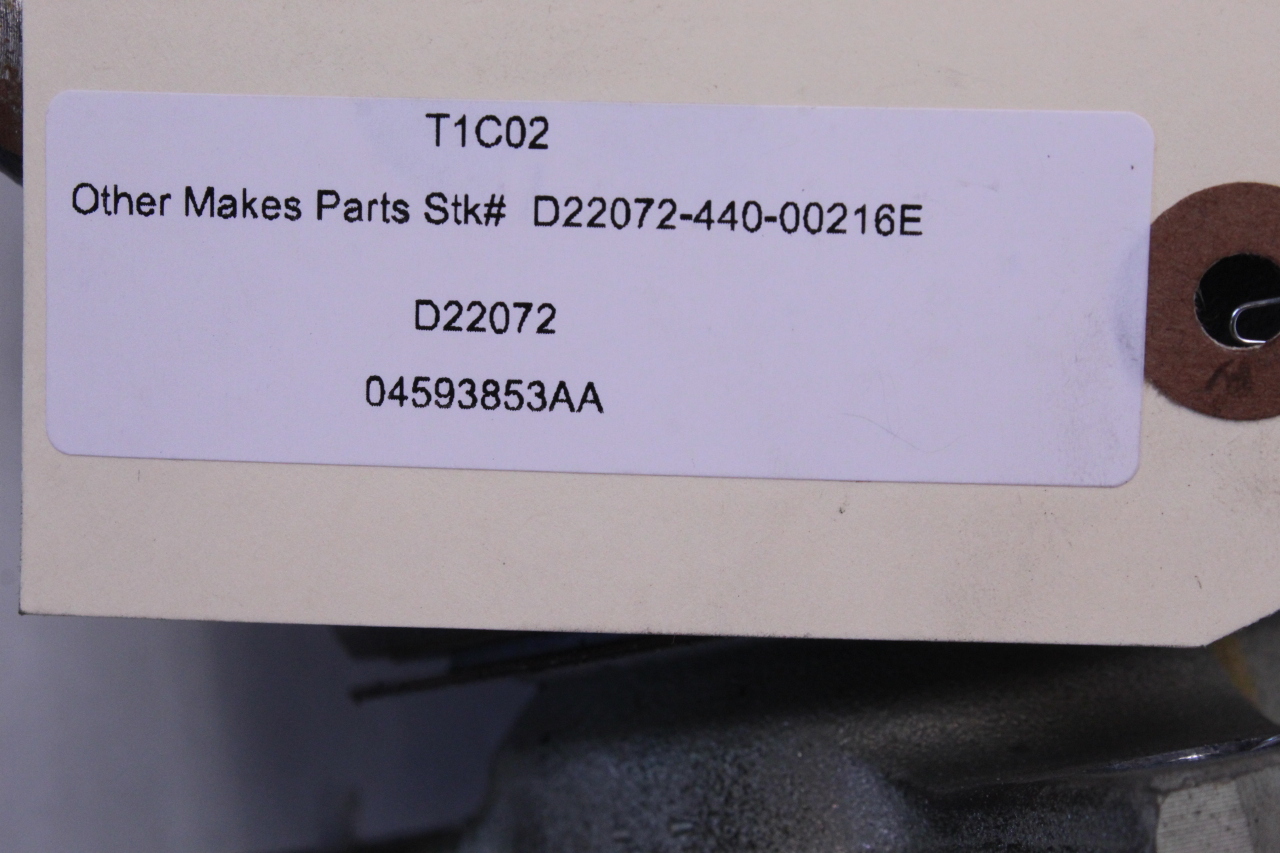 T1C02
Other Makes Parts Stk# D22072-440-00216E
D22072
04593853AA